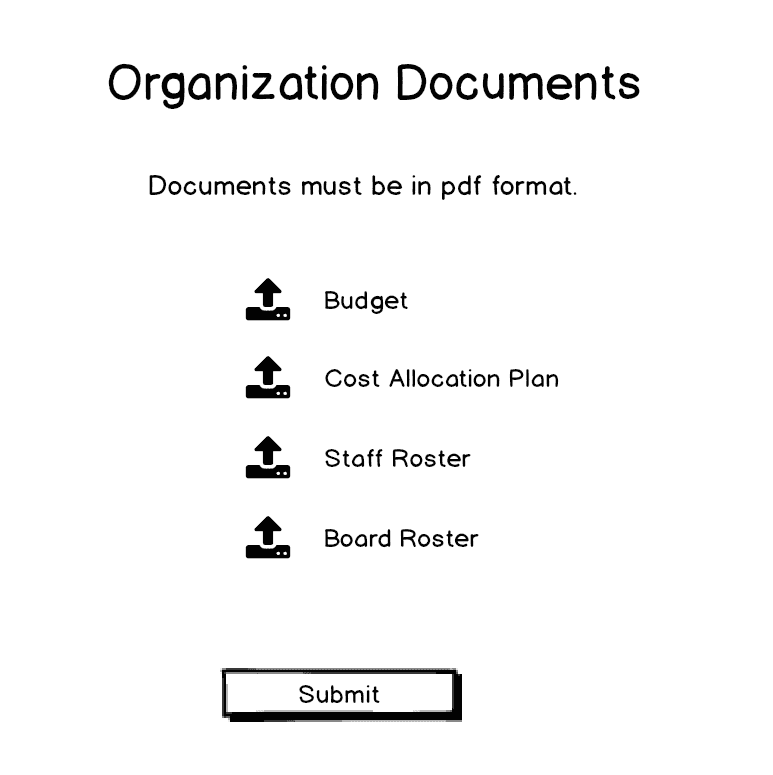 Organization Documents
Documents must be in pdf format.
Budget
Cost Allocation Plan
Staff Roster
Board Roster
Submit